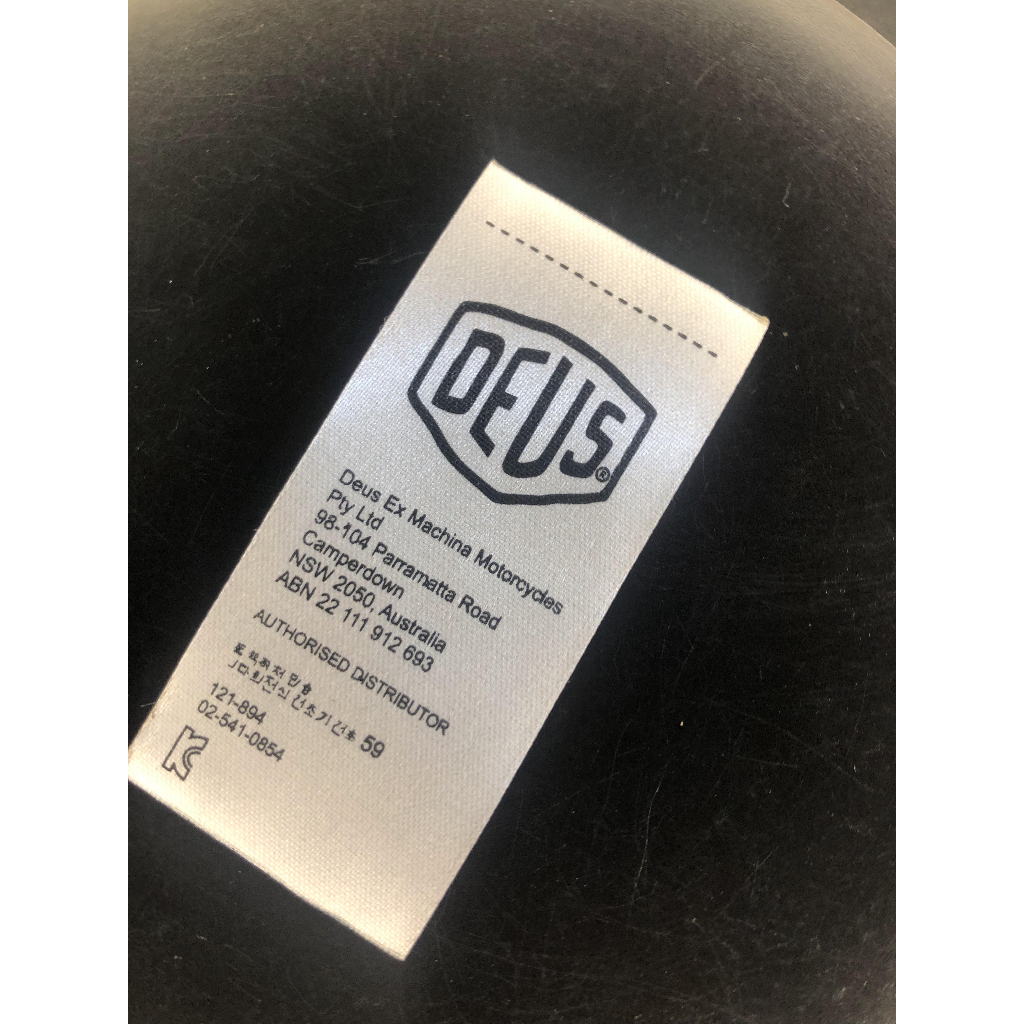 DEUS®
Deus Ex Machina Motorcycles
Pty Ltd
98-104 Parramatta Road
Camperdown
NSW 2050, Australia
ABN 22 111 912 693
AUTHORISED DISTRIBUTOR
59
121-894
02-541-0854